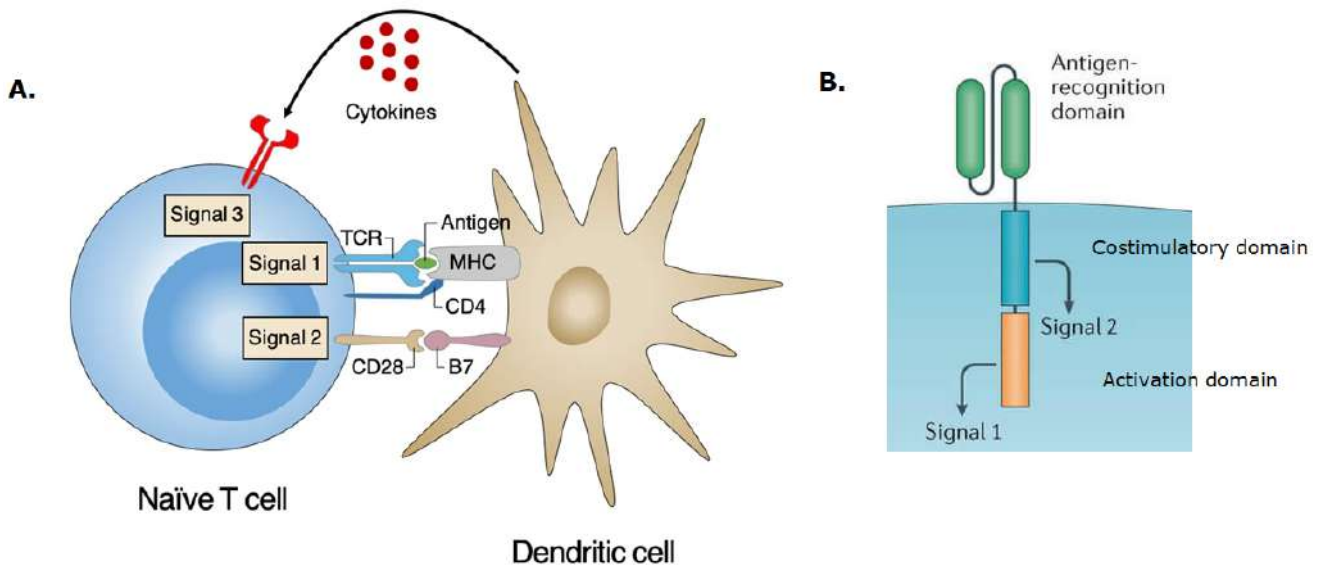 A.
Cytokines
Signal 3
Signal 1
TCR
Antigen
MHC
CD4
Signal 2
CD28
B7
Naïve T cell
Dendritic cell
B.
Antigen-
recognition
domain
Costimulatory domain
Signal 2
Activation domain
Signal 1